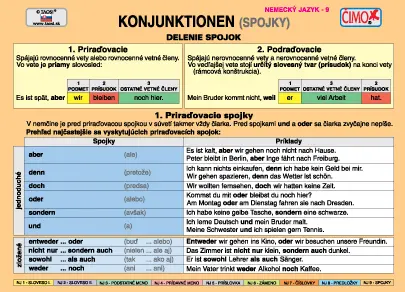 © TAOSI®
www.taosi.sk
NEMECKÝ JAZYK - 9
KONJUNKTIONEN (SPOJKY)
ČIMO
DELENIE SPOJOK
1. Priraďovacie
Spájajú rovnocenné vety alebo rovnocenné vetné členy.
Vo vete je priamy slovosled:
1 PODMET 2 PRÍSUDOK 3 OSTATNÉ VETNÉ ČLENY
Es ist spät, aber wir bleiben noch hier.
2. Podraďovacie
Spájajú nerovnocenné vety a nerovnocenné vetné členy.
Vo vedľajšej vete stojí určitý slovesný tvar (prísudok) na konci vety
(rámcová konštrukcia).
1 PODMET 3 OSTATNÉ VETNÉ ČLENY 2 PRÍSUDOK
Mein Bruder kommt nicht, weil er viel Arbeit hat.
1. Priraďovacie spojky
V nemčine je pred priraďovacou spojkou v súvetí takmer vždy čiarka. Pred spojkami und a oder sa čiarka zvyčajne nepíše.
Prehľad najčastejšie sa vyskytujúcich priraďovacích spojok:
Spojky Príklady
jednoduché
aber (ale) Es ist kalt, aber wir gehen noch nicht nach Hause.
Peter bleibt in Berlin, aber Inge fährt nach Freiburg.
denn (pretože) Ich kann nichts einkaufen, denn ich habe kein Geld bei mir.
Wir gehen spazieren, denn das Wetter ist schön.
doch (predsa) Wir wollten fernsehen, doch wir hatten keine Zeit.
oder (alebo) Kommst du mit oder bleibst du noch hier?
Am Montag oder am Dienstag fahren sie nach Dresden.
sondern (avšak) Ich habe keine gelbe Tasche, sondern eine schwarze.
und (a) Ich lerne Deutsch und mein Bruder malt.
Meine Schwester und ich spielen gern Tennis.
zložené
entweder ... oder (buď ... alebo) Entweder wir gehen ins Kino, oder wir besuchen unsere Freundin.
nicht nur ... sondern auch (nielen ... ale aj) Das Zimmer ist nicht nur klein, sondern auch dunkel.
sowohl ... als auch (tak ... ako aj) Er ist sowohl Lehrer als auch Sänger.
weder ... noch (ani ... ani) Mein Vater trinkt weder Alkohol noch Kaffee.
NJ 1 - SLOVESO I. NJ 2 - SLOVESO II. NJ 3 - PODSTATNÉ MENO NJ 4 - PRÍDAVNÉ MENO NJ 5 - PRÍSLOVKA NJ 6 - ZÁMENO NJ 7 - ČÍSLOVKY NJ 8 - PREDLOŽKY NJ 9 - SPOJKY